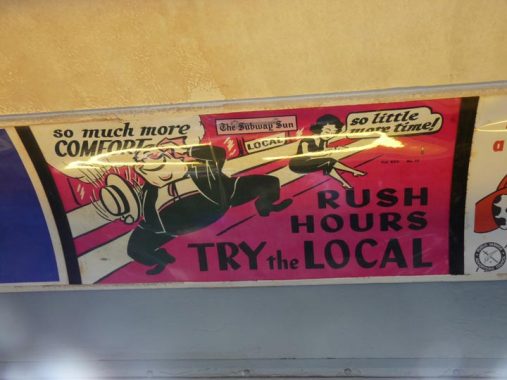 so much more
COMFORT
The Subway Sun
LOCAL
so little
more time!
RUSH
HOURS
TRY the LOCAL
a